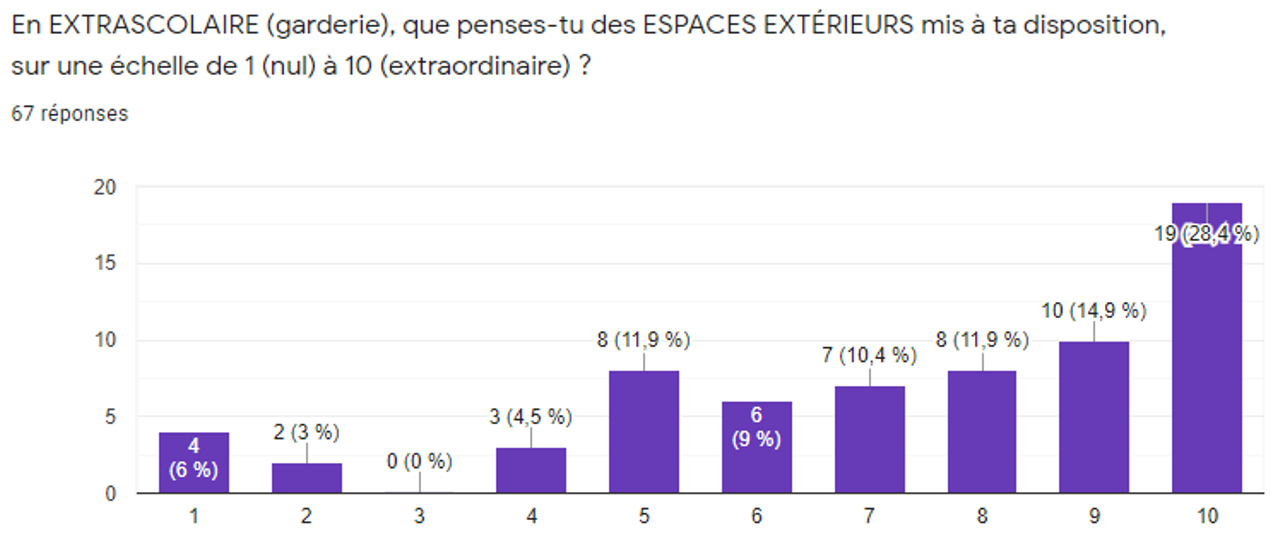 En EXTRASCOLAIRE (garderie), que penses-tu des ESPACES EXTÉRIEURS mis à ta disposition,
sur une échelle de 1 (nul) à 10 (extraordinaire) ?
67 réponses
20
15
10
5
0
4
(6 %)
2 (3 %)
0 (0 %)
3 (4,5 %)
8 (11,9 %)
6
(9 %)
7 (10,4 %)
8 (11,9 %)
10 (14,9 %)
19 (28,4 %)
1
2
3
4
5
6
7
8
9
10